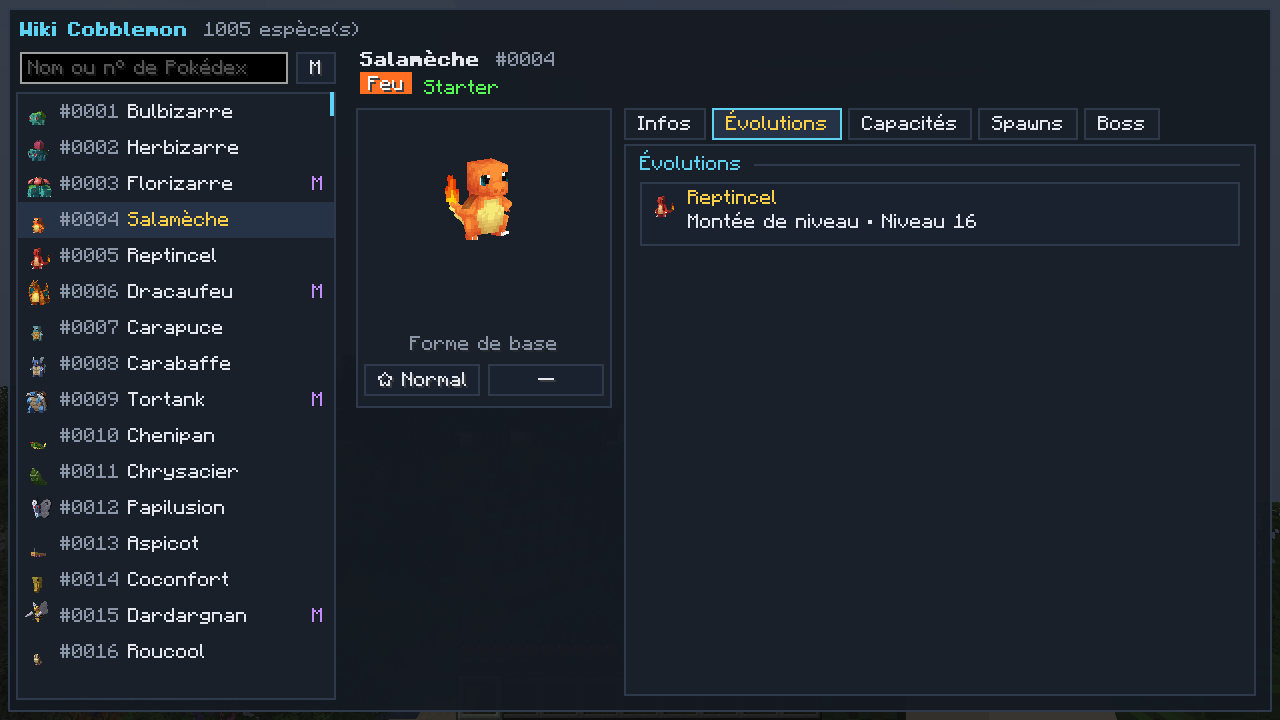 Wiki Cobblemon 1005 espèce(s)
Nom ou n° de Pokédex M
#0001 Bulbizarre
#0002 Herbizarre
#0003 Florizarre M
#0004 Salamèche
#0005 Reptincel
#0006 Dracaufeu M
#0007 Carapuce
#0008 Carabaffe
#0009 Tortank M
#0010 Chenipan
#0011 Chrysacier
#0012 Papilusion
#0013 Aspicot
#0014 Coconfort
#0015 Dardargnan M
#0016 Roucool
Salamèche #0004
Feu Starter
Forme de base
☆ Normal —
Infos Évolutions Capacités Spawns Boss
Évolutions
Reptincel
Montée de niveau • Niveau 16